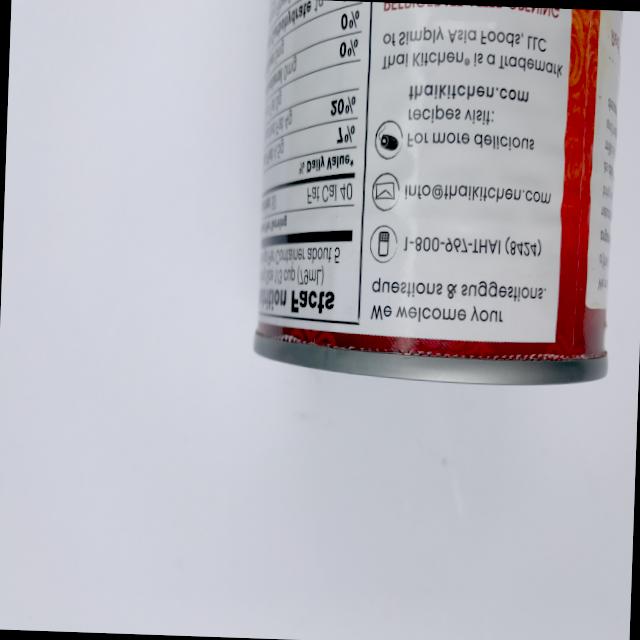 We welcome your
questions & suggestions.
1-800-967-THAI (8424)
info@thaikitchen.com
For more delicious
recipes visit:
thaikitchen.com
Thai Kitchen® is a Trademark
of Simply Asia Foods, LLC
Facts
cup (79mL)
Container about 5
Fat Cal 40
% Daily Value*
7%
20%
0%
0%